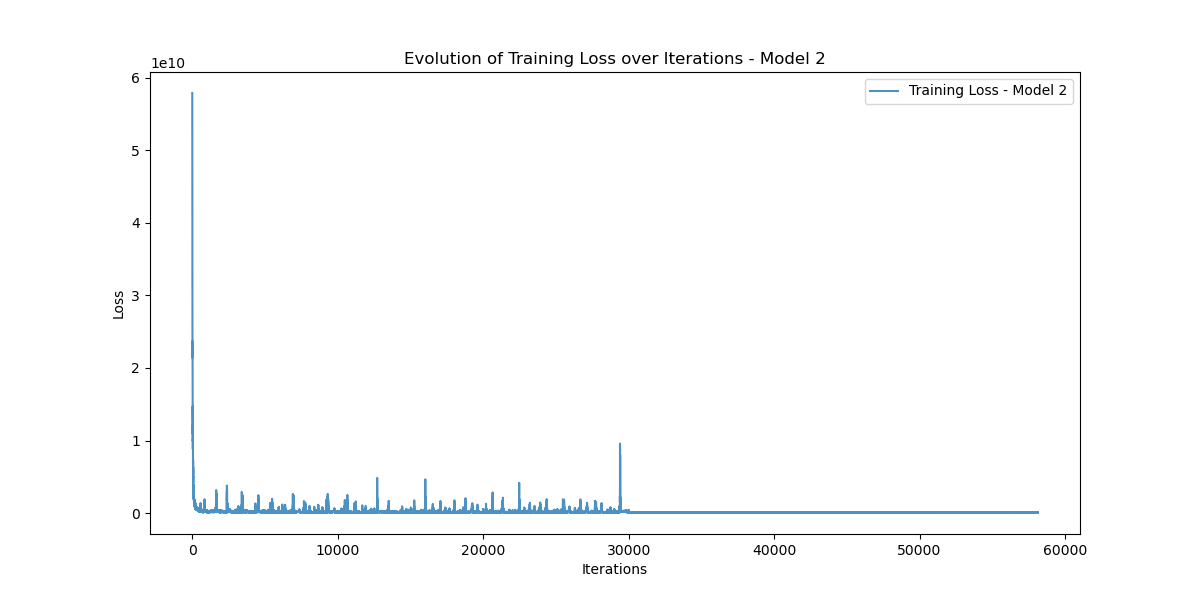 Evolution of Training Loss over Iterations - Model 2
1e10
Training Loss - Model 2
6
5
4
3
2
1
0
Loss
0 10000 20000 30000 40000 50000 60000
Iterations